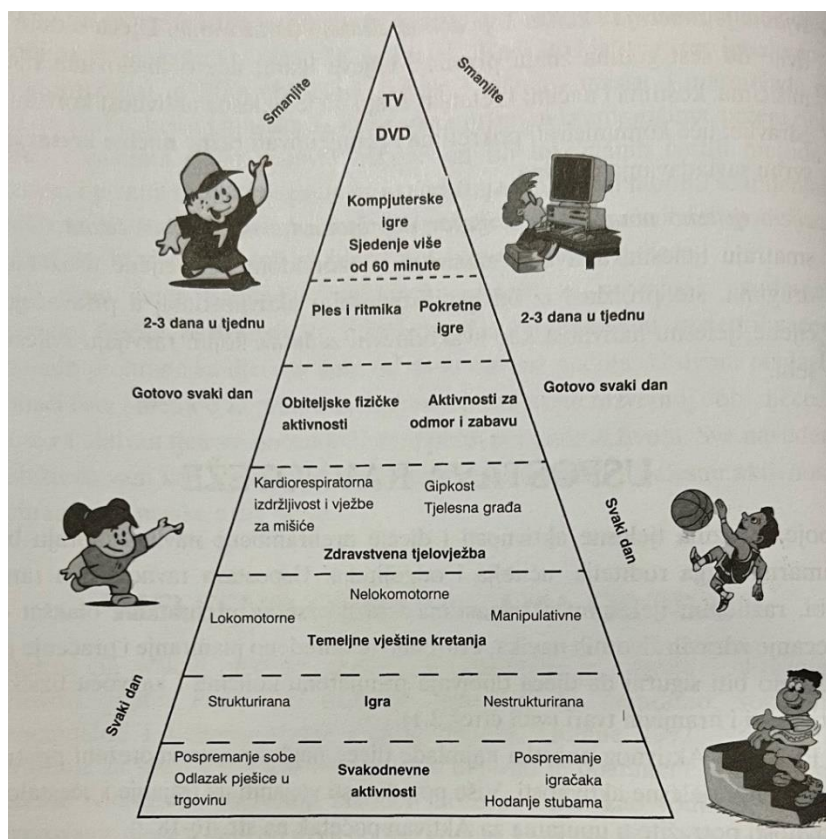 Smanjite
Smanjite
TV
DVD
Kompjuterske
igre
Sjedenje više
od 60 minute
2-3 dana u tjednu
Ples i ritmika
Pokretne
igre
2-3 dana u tjednu
Gotovo svaki dan
Obiteljske fizičke
aktivnosti
Aktivnosti za
odmor i zabavu
Gotovo svaki dan
Kardiorespiratorna
izdržljivost i vježbe
za mišiće
Gipkost
Tjelesna građa
Zdravstvena tjelovježba
Svaki dan
Nelokomotorne
Lokomotorne
Manipulativne
Temeljne vještine kretanja
Svaki dan
Strukturirana
Igra
Nestrukturirana
Pospremanje sobe
Odlazak pješice u
trgovinu
Svakodnevne
aktivnosti
Pospremanje
igračaka
Hodanje stubama
7